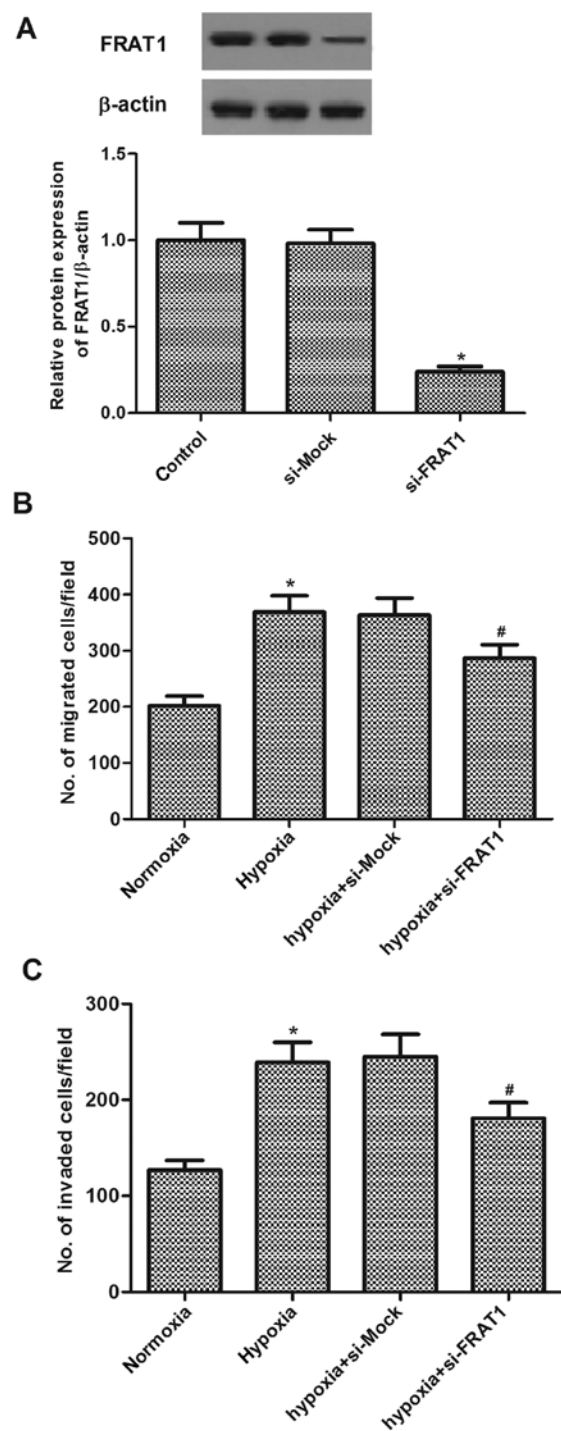 A
FRAT1
β-actin
Relative protein expression
of FRAT1/β-actin
1.5
1.0
0.5
0.0
*
Control
si-Mock
si-FRAT1
B
No. of migrated cells/field
500
400
300
200
100
0
*
#
Normoxia
Hypoxia
hypoxia+si-Mock
hypoxia+si-FRAT1
C
No. of invaded cells/field
300
200
100
0
*
#
Normoxia
Hypoxia
hypoxia+si-Mock
hypoxia+si-FRAT1